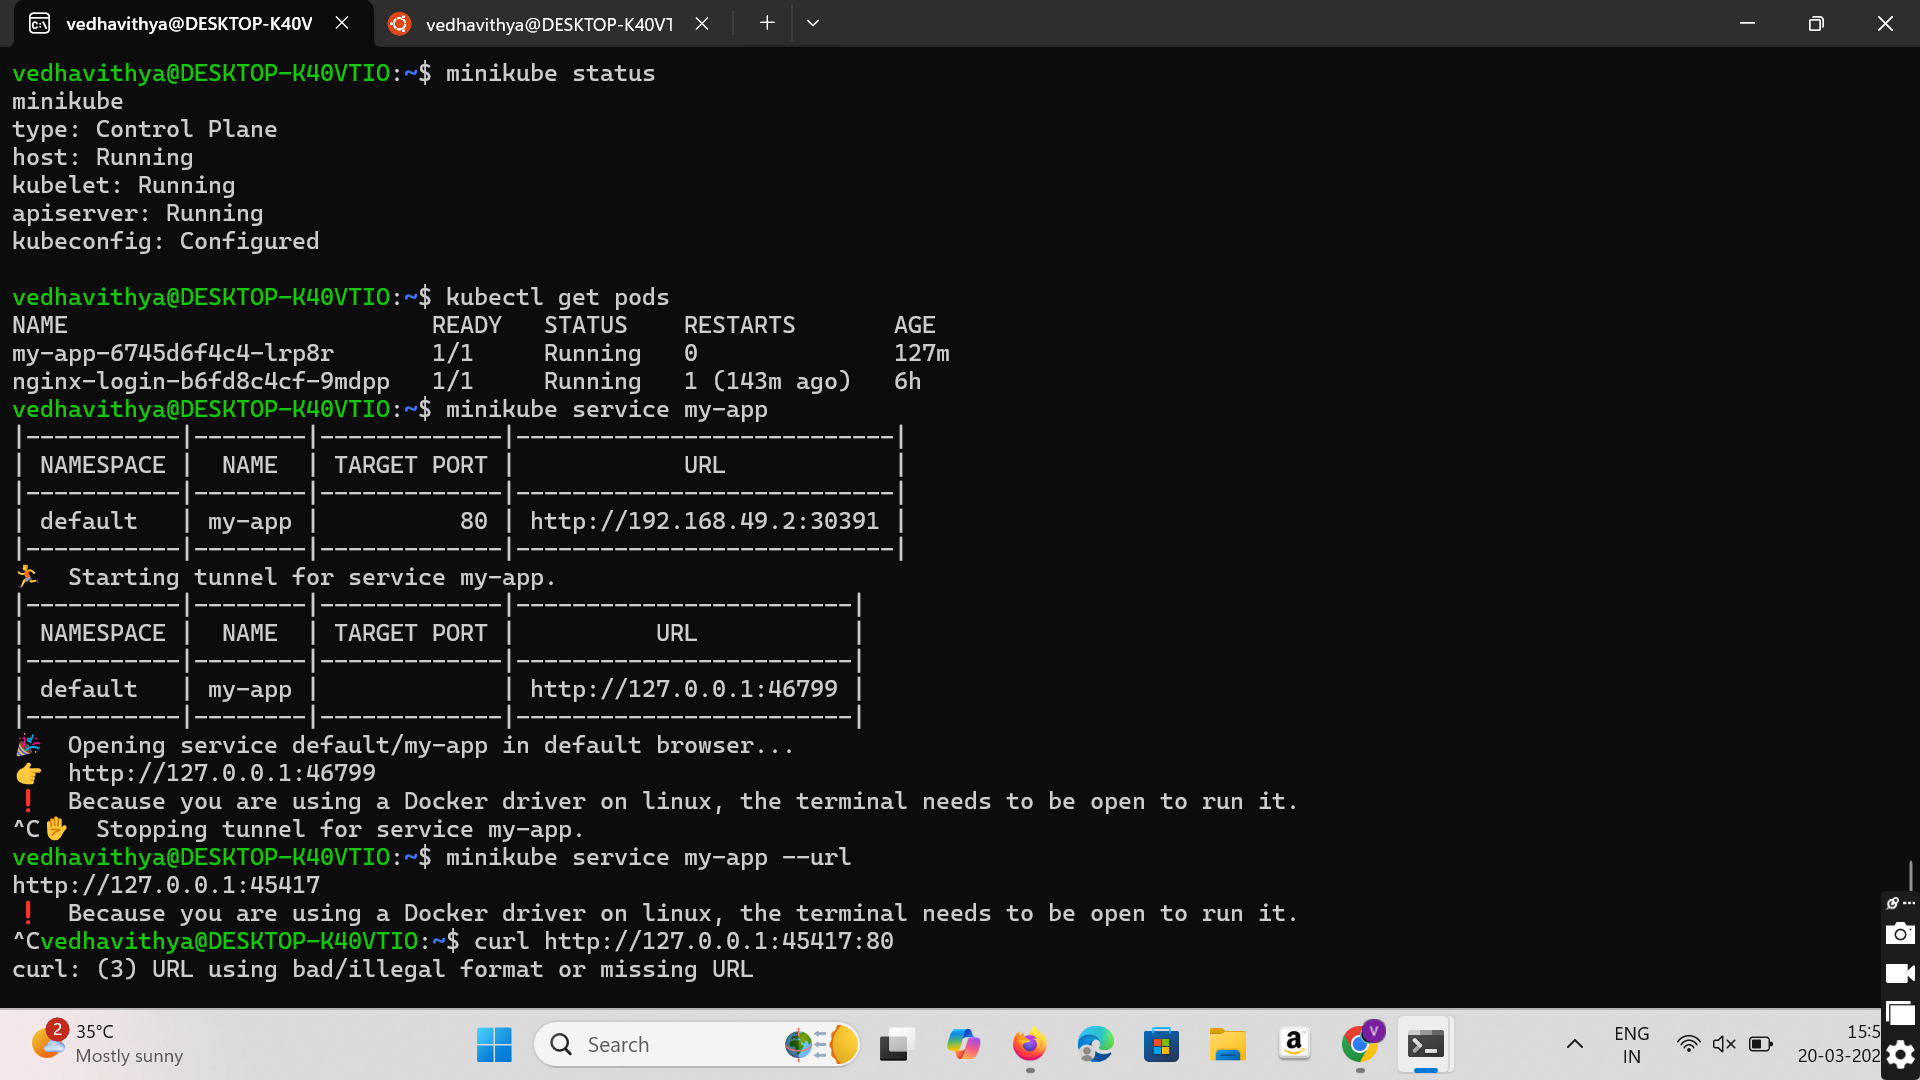 vedhavithya@DESKTOP-K40V
vedhavithya@DESKTOP-K40VT
vedhavithya@DESKTOP-K40VTIO:~$ minikube status
minikube
type: Control Plane
host: Running
kubelet: Running
apiserver: Running
kubeconfig: Configured
vedhavithya@DESKTOP-K40VTIO:~$ kubectl get pods
NAME READY STATUS RESTARTS AGE
my-app-6745d6f4c4-lrp8r 1/1 Running 0 127m
nginx-login-b6fd8c4cf-9mdpp 1/1 Running 1 (143m ago) 6h
vedhavithya@DESKTOP-K40VTIO:~$ minikube service my-app
|-----------|--------|-------------|---------------------------|
| NAMESPACE | NAME | TARGET PORT | URL |
|-----------|--------|-------------|---------------------------|
| default | my-app | 80 | http://192.168.49.2:30391 |
|-----------|--------|-------------|---------------------------|
🏃 Starting tunnel for service my-app.
|-----------|--------|-------------|------------------------|
| NAMESPACE | NAME | TARGET PORT | URL |
|-----------|--------|-------------|------------------------|
| default | my-app | | http://127.0.0.1:46799 |
|-----------|--------|-------------|------------------------|
🎉 Opening service default/my-app in default browser...
👉 http://127.0.0.1:46799
❗ Because you are using a Docker driver on linux, the terminal needs to be open to run it.
^C✋ Stopping tunnel for service my-app.
vedhavithya@DESKTOP-K40VTIO:~$ minikube service my-app --url
http://127.0.0.1:45417
❗ Because you are using a Docker driver on linux, the terminal needs to be open to run it.
^Cvedhavithya@DESKTOP-K40VTIO:~$ curl http://127.0.0.1:45417:80
curl: (3) URL using bad/illegal format or missing URL
2
35°C
Mostly sunny
Search
a
V
ENG
IN
15:5
20-03-202